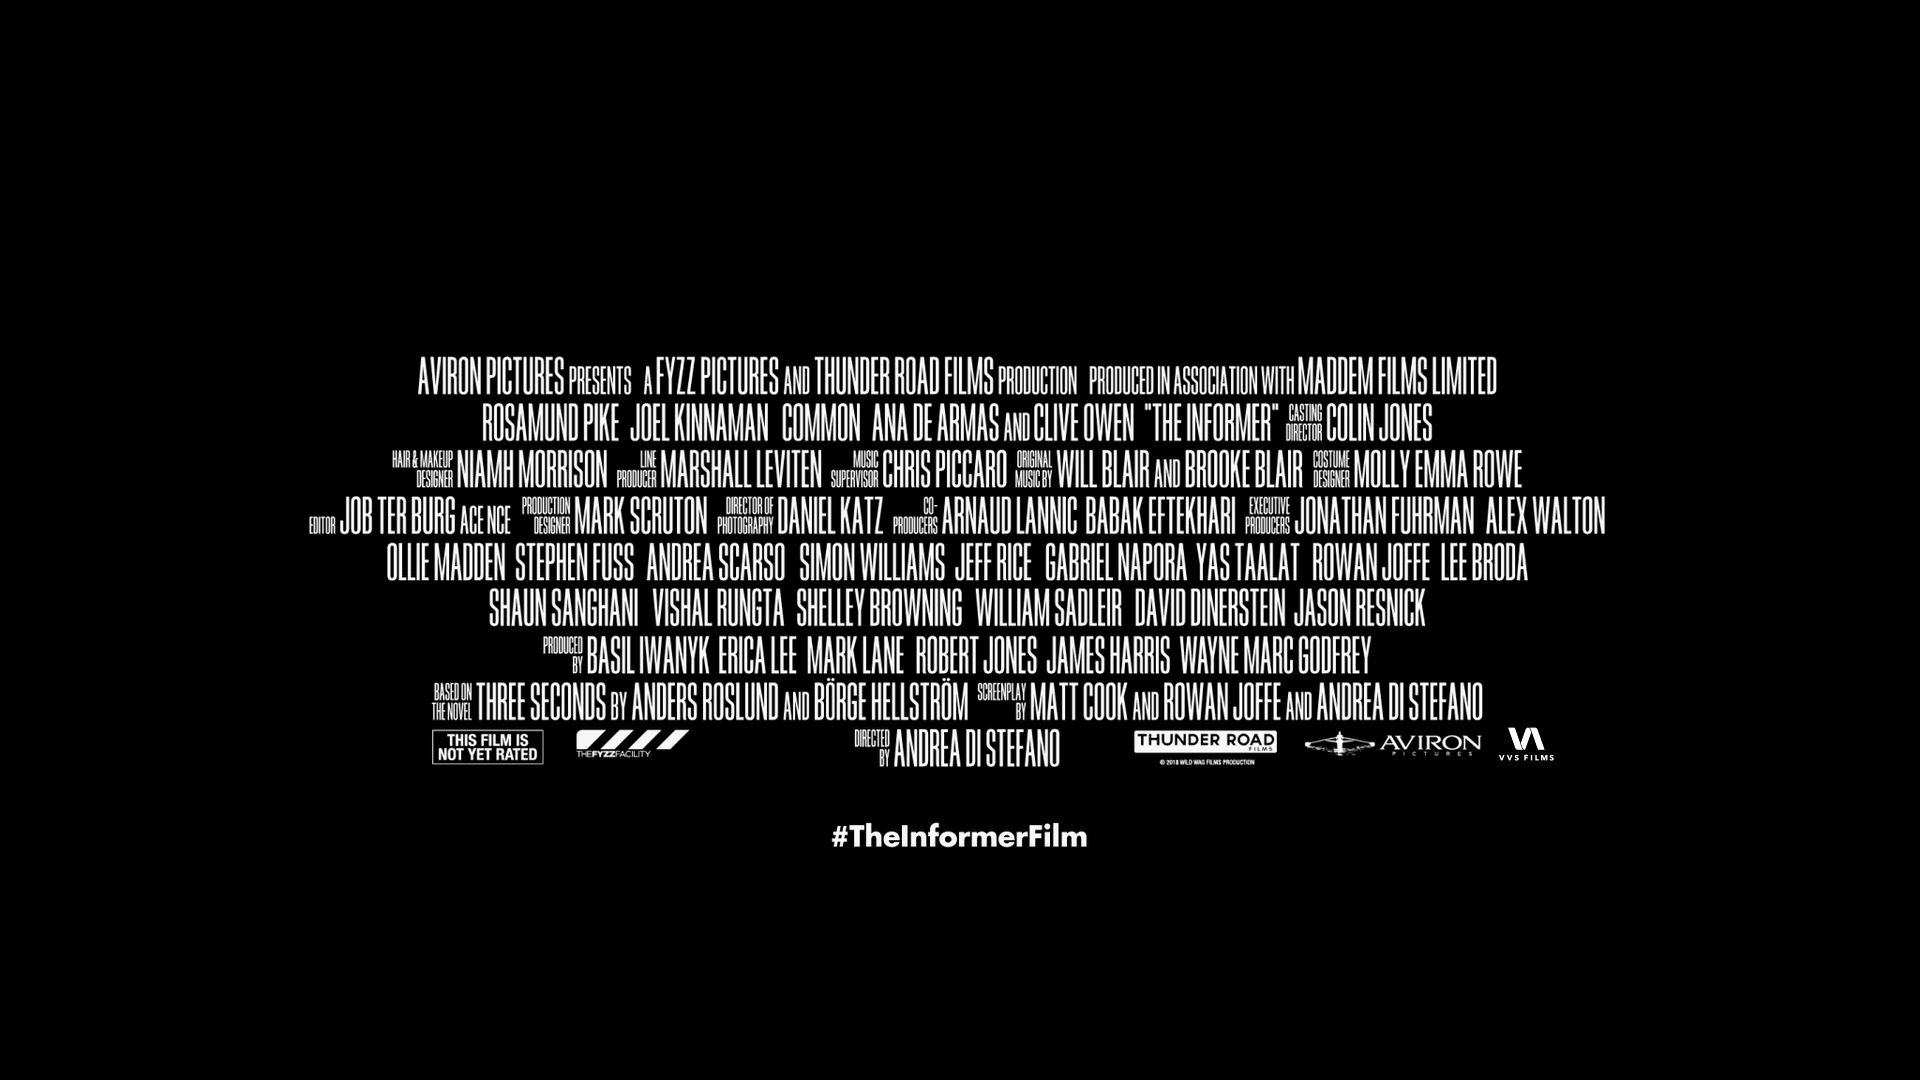 AVIRON PICTURES PRESENTS A FYZZ PICTURES AND THUNDER ROAD FILMS PRODUCTION PRODUCED IN ASSOCIATION WITH MADDEM FILMS LIMITED
ROSAMUND PIKE JOEL KINNAMAN COMMON ANA DE ARMAS AND CLIVE OWEN "THE INFORMER" CASTING DIRECTOR COLIN JONES
HAIR & MAKEUP DESIGNER NIAMH MORRISON LINE PRODUCER MARSHALL LEVITEN MUSIC SUPERVISOR CHRIS PICCARO ORIGINAL MUSIC BY WILL BLAIR AND BROOKE BLAIR COSTUME DESIGNER MOLLY EMMA ROWE
EDITOR JOB TER BURG ACE NCE PRODUCTION DESIGNER MARK SCRUTON DIRECTOR OF PHOTOGRAPHY DANIEL KATZ CO-PRODUCERS ARNAUD LANNIC BABAK EFTEKHARI EXECUTIVE PRODUCERS JONATHAN FUHRMAN ALEX WALTON
OLLIE MADDEN STEPHEN FUSS ANDREA SCARSO SIMON WILLIAMS JEFF RICE GABRIEL NAPORA YAS TAALAT ROWAN JOFFE LEE BRODA
SHAUN SANGHANI VISHAL RUNGTA SHELLEY BROWNING WILLIAM SADLEIR DAVID DINERSTEIN JASON RESNICK
PRODUCED BY BASIL IWANYK ERICA LEE MARK LANE ROBERT JONES JAMES HARRIS WAYNE MARC GODFREY
BASED ON THE NOVEL THREE SECONDS BY ANDERS ROSLUND AND BÖRGE HELLSTRÖM SCREENPLAY BY MATT COOK AND ROWAN JOFFE AND ANDREA DI STEFANO
THIS FILM IS
NOT YET RATED
THEFYZZFACILITY
DIRECTED BY ANDREA DI STEFANO
THUNDER ROAD
FILMS
© 2018 WILD WAG FILMS PRODUCTION
AVIRON
PICTURES
VVS FILMS
#TheInformerFilm